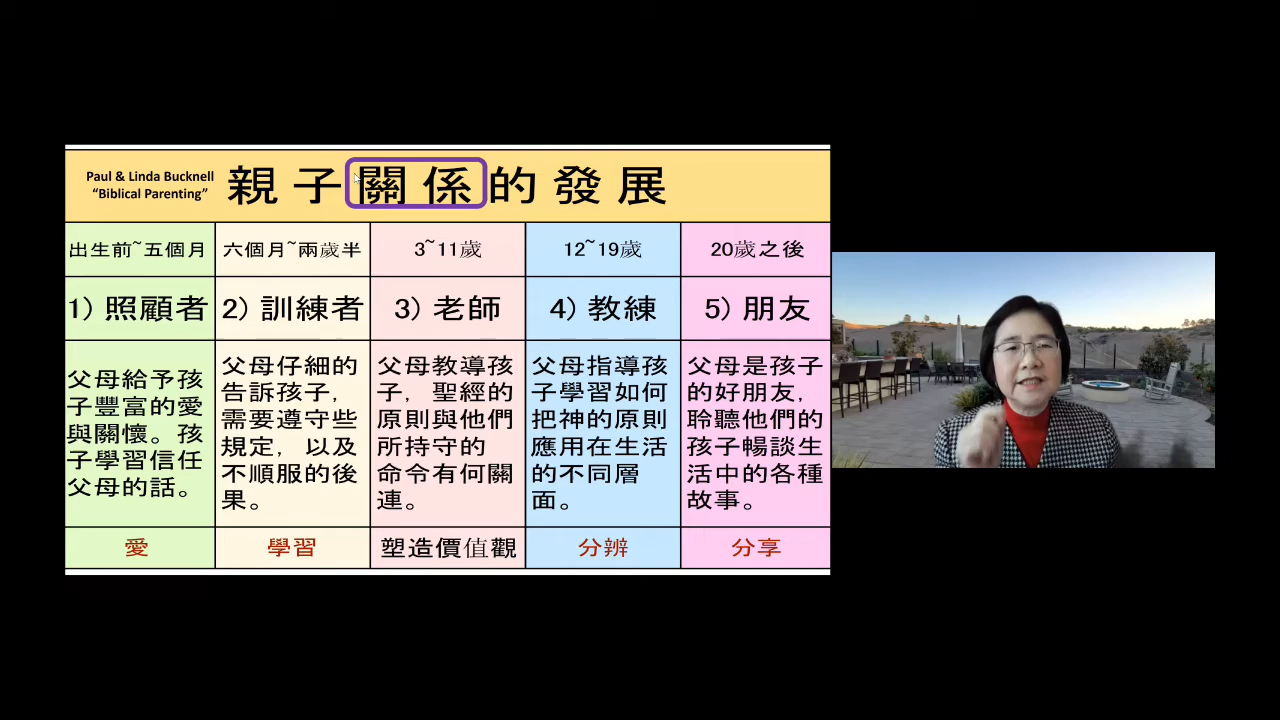 Paul & Linda Bucknell
“Biblical Parenting”
親子關係的發展
出生前~五個月
六個月~兩歲半
3~11歲
12~19歲
20歲之後
1) 照顧者
2) 訓練者
3) 老師
4) 教練
5) 朋友
父母給予孩
子豐富的愛
與關懷。孩
子學習信任
父母的話。
父母仔細的
告訴孩子,
需要遵守些
規定, 以及
不順服的後
果。
父母教導孩
子, 聖經的
原則與他們
所持守的
命令有何關
連。
父母指導孩
子學習如何
把神的原則
應用在生活
的不同層
面。
父母是孩子
的好朋友,
聆聽他們的
孩子暢談生
活中的各種
故事。
愛
學習
塑造價值觀
分辨
分享